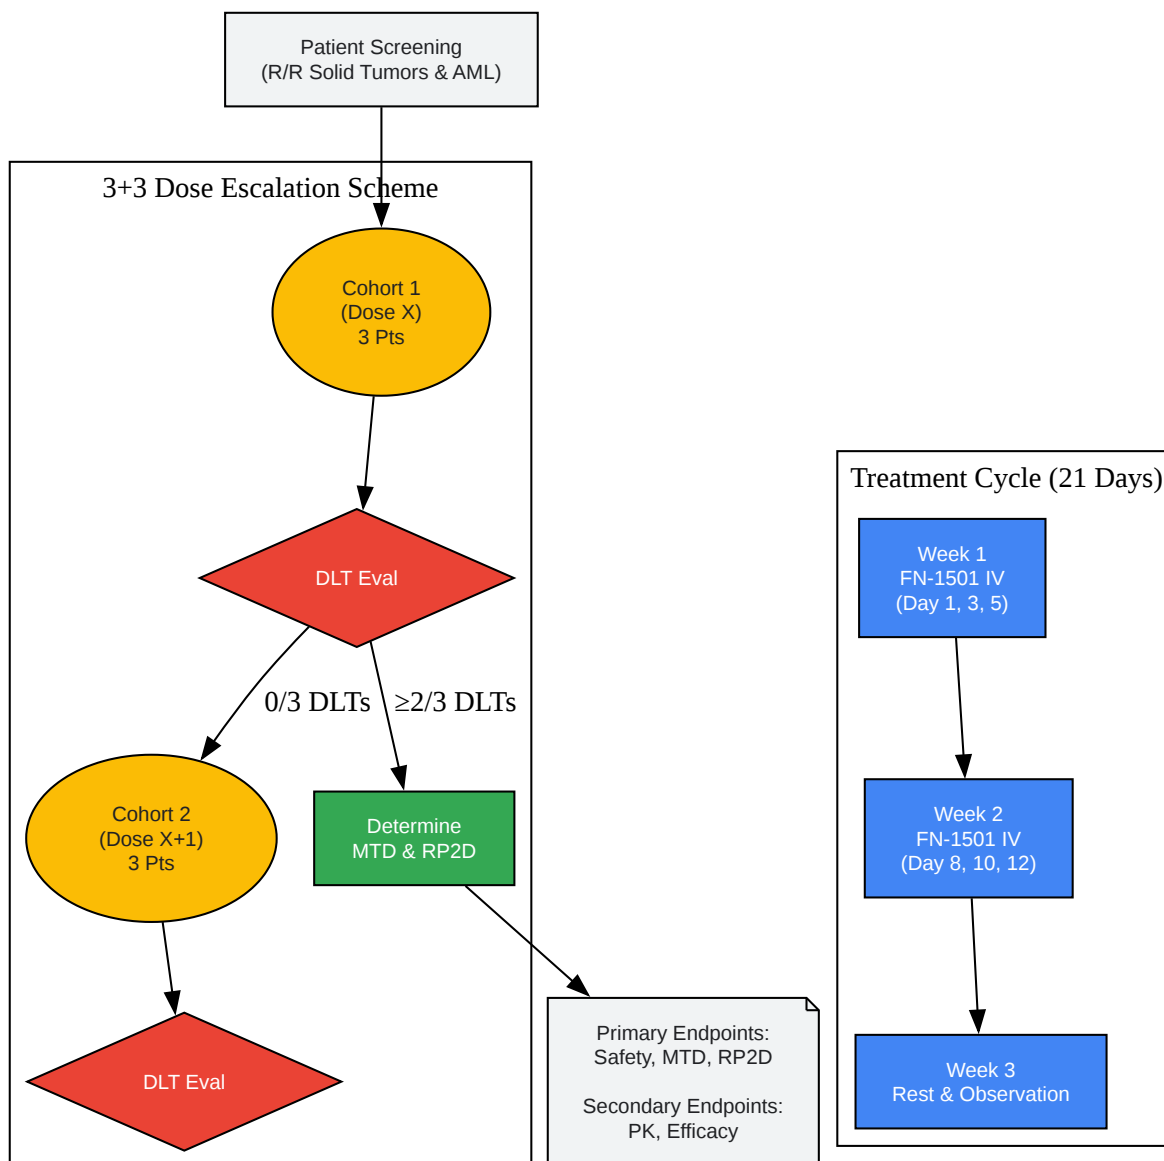 Patient Screening
(R/R Solid Tumors & AML)
3+3 Dose Escalation Scheme
Cohort 1
(Dose X)
3 Pts
DLT Eval
0/3 DLTs
≥2/3 DLTs
Cohort 2
(Dose X+1)
3 Pts
Determine
MTD & RP2D
DLT Eval
Primary Endpoints:
Safety, MTD, RP2D
Secondary Endpoints:
PK, Efficacy
Treatment Cycle (21 Days)
Week 1
FN-1501 IV
(Day 1, 3, 5)
Week 2
FN-1501 IV
(Day 8, 10, 12)
Week 3
Rest & Observation